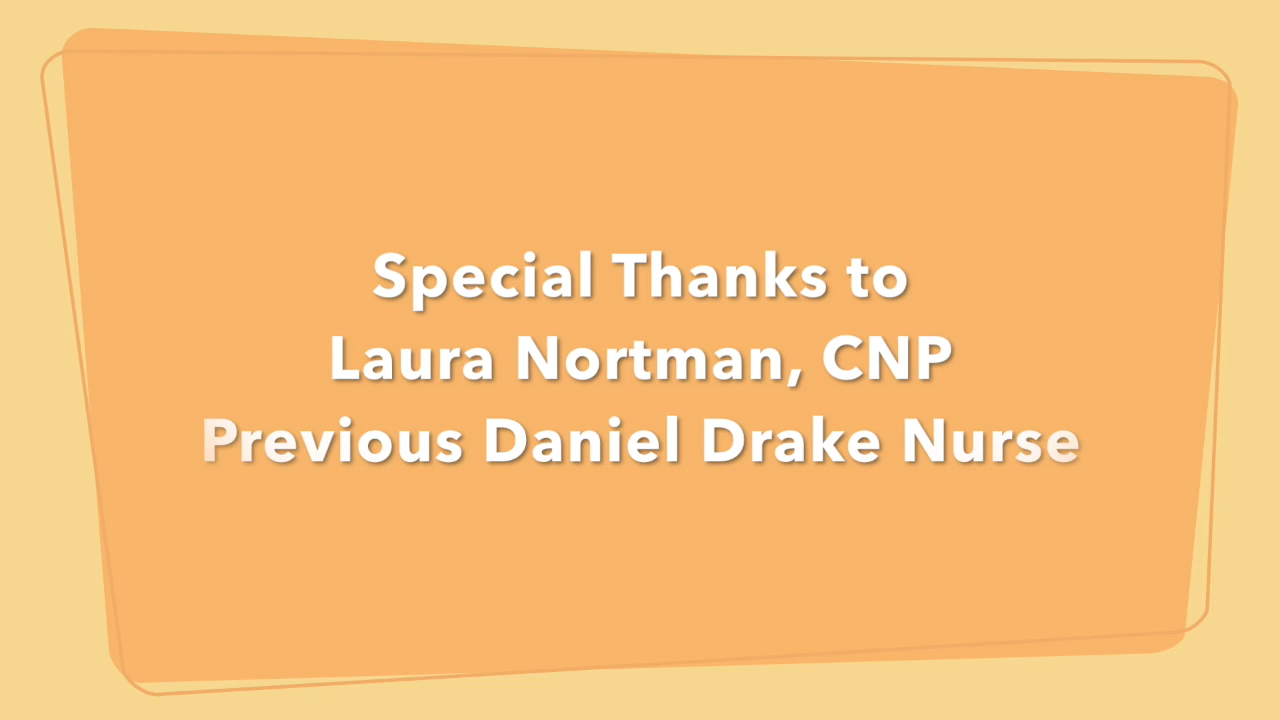 Special Thanks to
Laura Nortman, CNP
Previous Daniel Drake Nurse